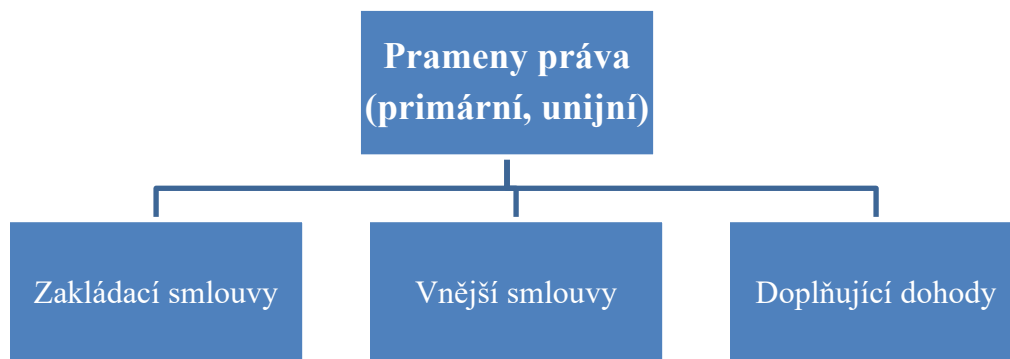 Prameny práva
(primární, unijní)
Zakládací smlouvy
Vnější smlouvy
Doplňující dohody